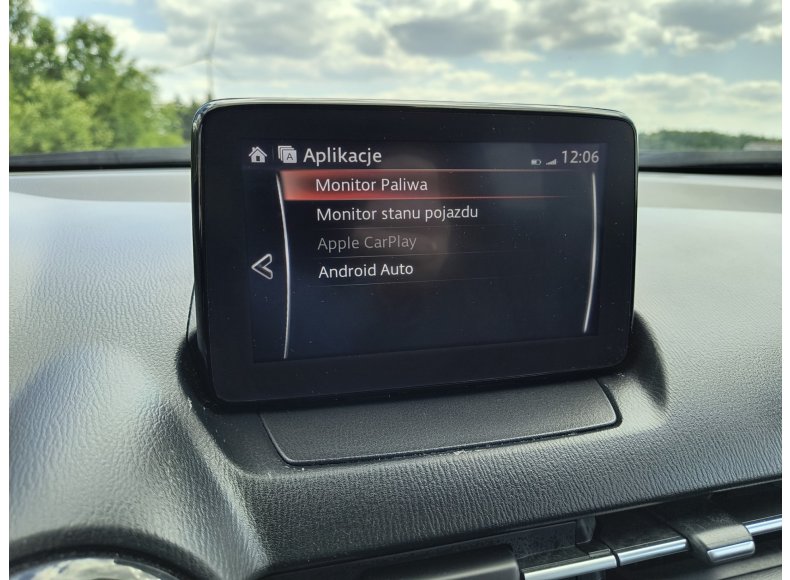 Aplikacje
12:06
Monitor Paliwa
Monitor stanu pojazdu
Apple CarPlay
Android Auto